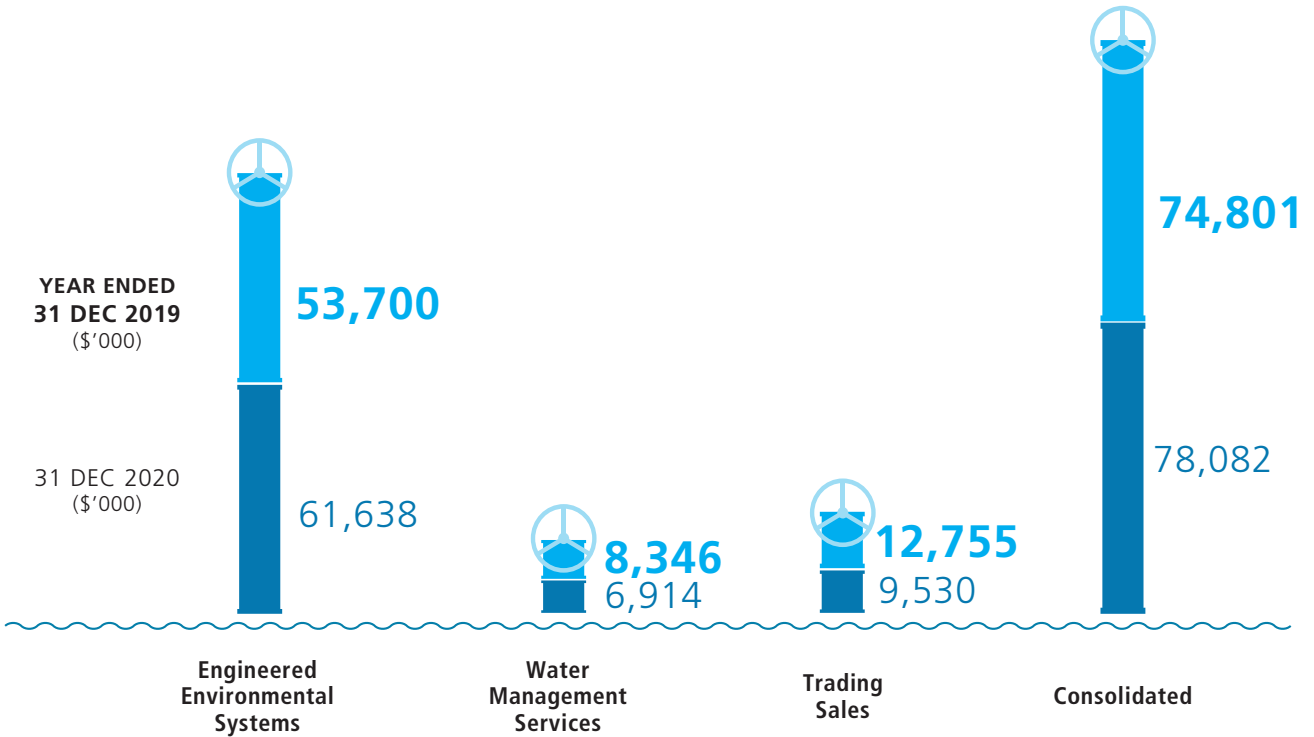 YEAR ENDED
31 DEC 2019
($'000)
53,700
74,801
31 DEC 2020
($'000)
61,638
8,346
6,914
12,755
9,530
78,082
Engineered
Environmental
Systems
Water
Management
Services
Trading
Sales
Consolidated